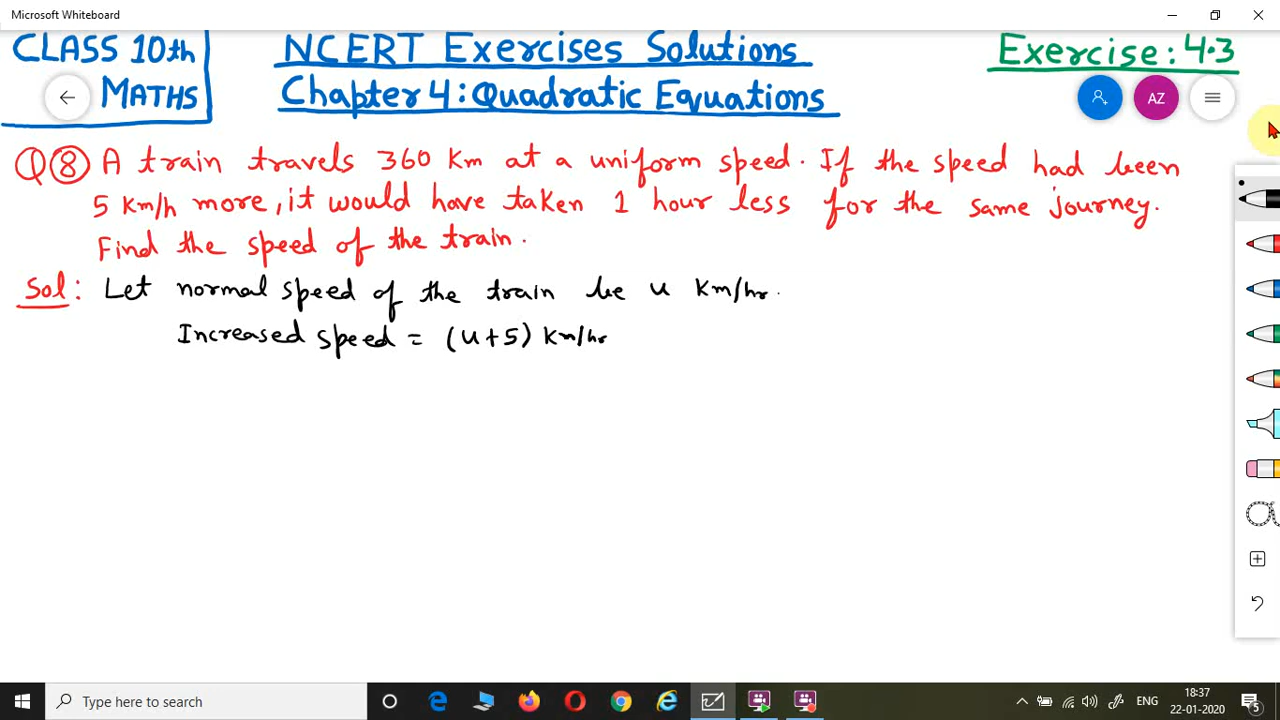 Microsoft Whiteboard
CLASS 10th
MATHS
NCERT Exercises Solutions
Chapter 4: Quadratic Equations
Exercise: 4.3
AZ
Q 8 A train travels 360 Km at a uniform speed. If the speed had been
5 Km/h more, it would have taken 1 hour less for the same journey.
Find the speed of the train.
Sol: Let normal speed of the train be u Km/hr.
Increased speed = (u+5) Km/hr
a
Type here to search
ENG
18:37
22-01-2020
5